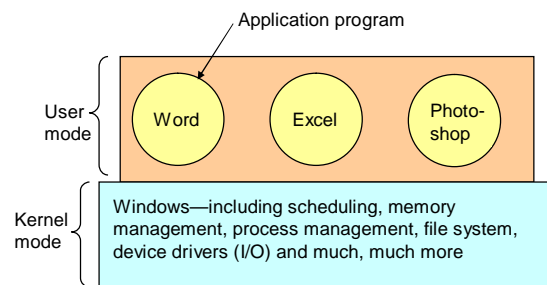 Application program
User
mode
Word
Excel
Photo-
shop
Kernel
mode
Windows—including scheduling, memory
management, process management, file system,
device drivers (I/O) and much, much more